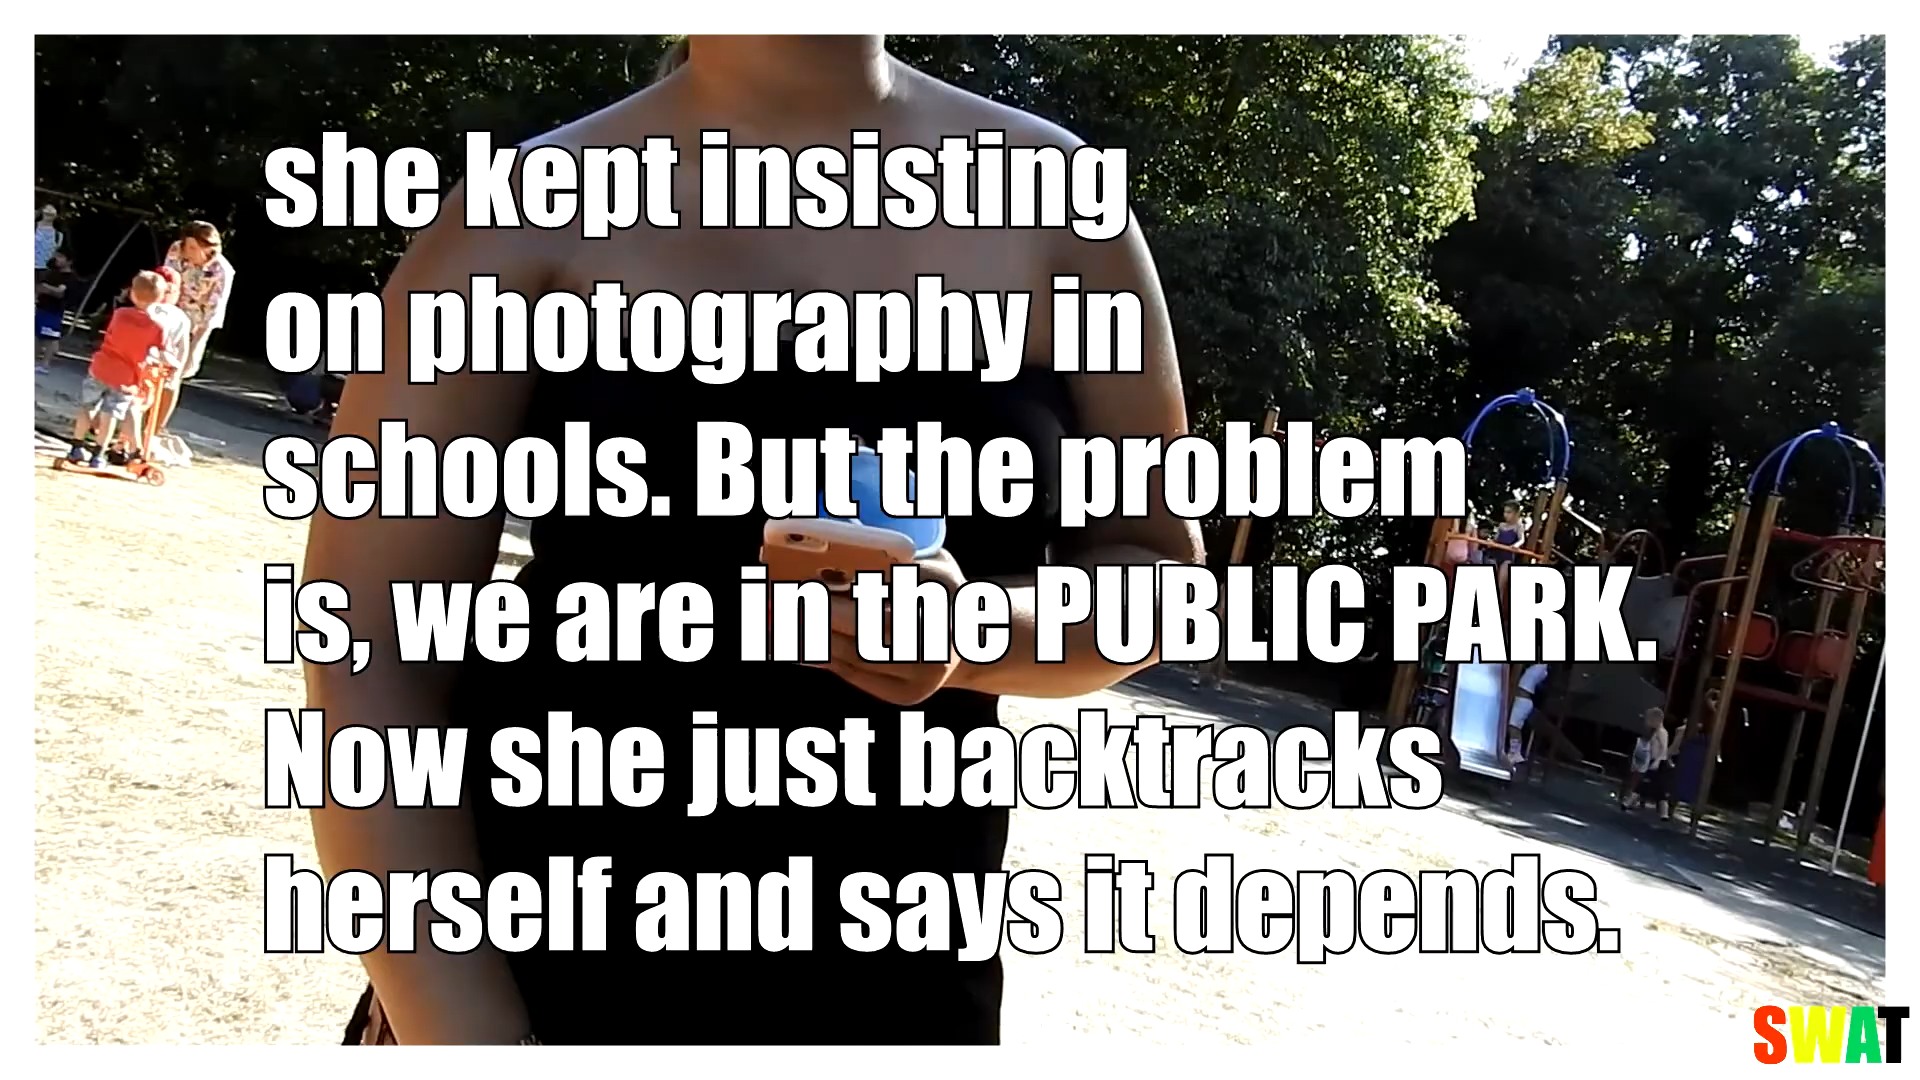 she kept insisting
on photography in
schools. But the problem
is, we are in the PUBLIC PARK.
Now she just backtracks
herself and says it depends.
SWAT